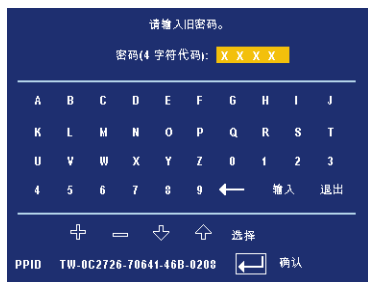 请输入旧密码。
密码(4 字符代码): X X X X
A B C D E F G H I J
K L M N O P Q R S T
U V W X Y Z 0 1 2 3
4 5 6 7 8 9 ← 输入 退出
选择
PPID TW-0C2726-70641-46B-0208 确认